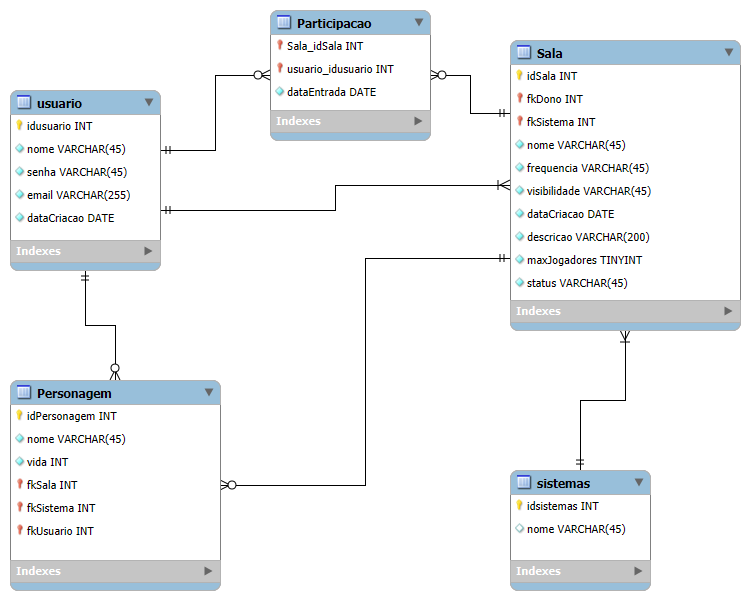 Participacao
Sala_idSala INT
usuario_idusuario INT
dataEntrada DATE
Indexes
Sala
idSala INT
fkDono INT
fkSistema INT
nome VARCHAR(45)
frequencia VARCHAR(45)
visibilidade VARCHAR(45)
dataCriacao DATE
descricao VARCHAR(200)
maxJogadores TINYINT
status VARCHAR(45)
Indexes
usuario
idusuario INT
nome VARCHAR(45)
senha VARCHAR(45)
email VARCHAR(255)
dataCriacao DATE
Indexes
Personagem
idPersonagem INT
nome VARCHAR(45)
vida INT
fkSala INT
fkSistema INT
fkUsuario INT
Indexes
sistemas
idsistemas INT
nome VARCHAR(45)
Indexes